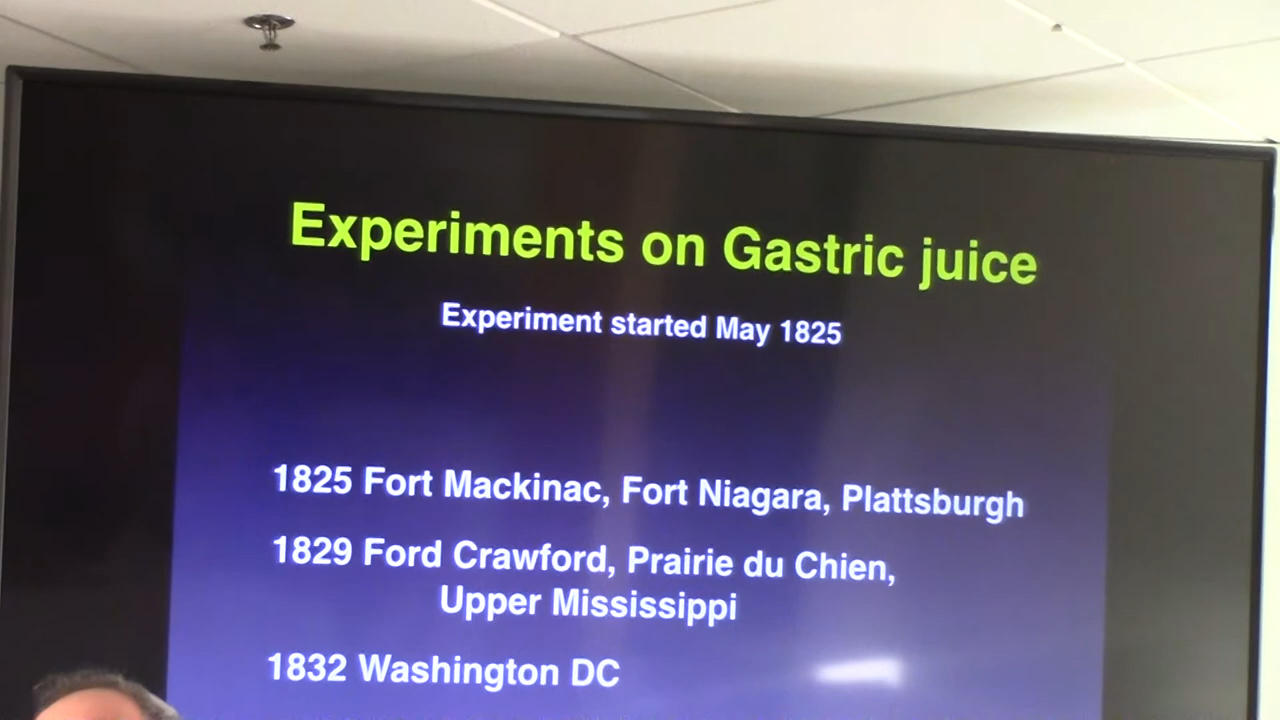 Experiments on Gastric juice
Experiment started May 1825
1825 Fort Mackinac, Fort Niagara, Plattsburgh
1829 Ford Crawford, Prairie du Chien,
Upper Mississippi
1832 Washington DC